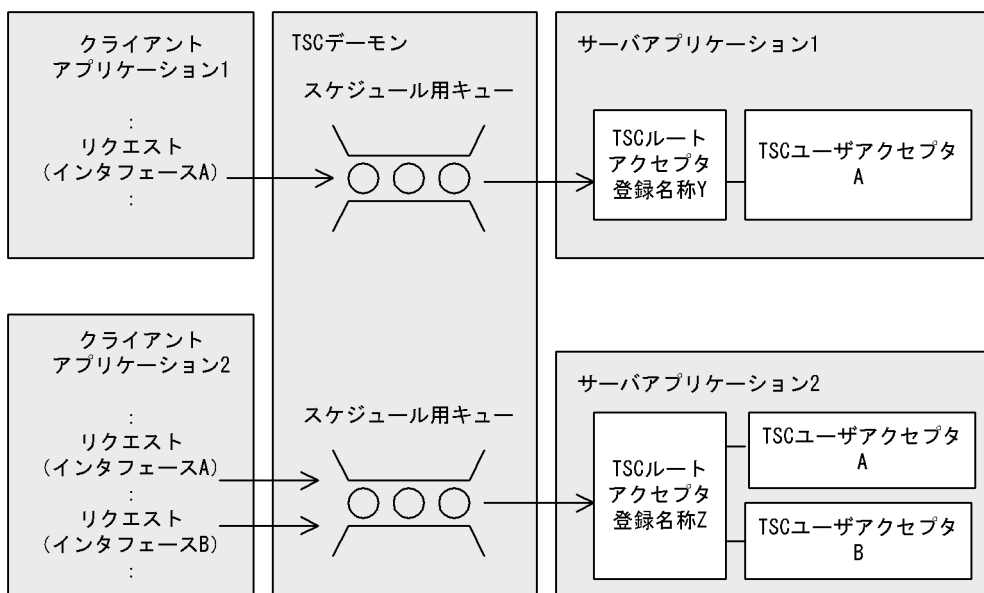 クライアント
アプリケーション1
:
リクエスト
(インタフェースA)
:
TSCデーモン
スケジュール用キュー
サーバアプリケーション1
TSCルート
アクセプタ
登録名称Y
TSCユーザアクセプタ
A
クライアント
アプリケーション2
:
リクエスト
(インタフェースA)
:
リクエスト
(インタフェースB)
:
スケジュール用キュー
サーバアプリケーション2
TSCルート
アクセプタ
登録名称Z
TSCユーザアクセプタ
A
TSCユーザアクセプタ
B